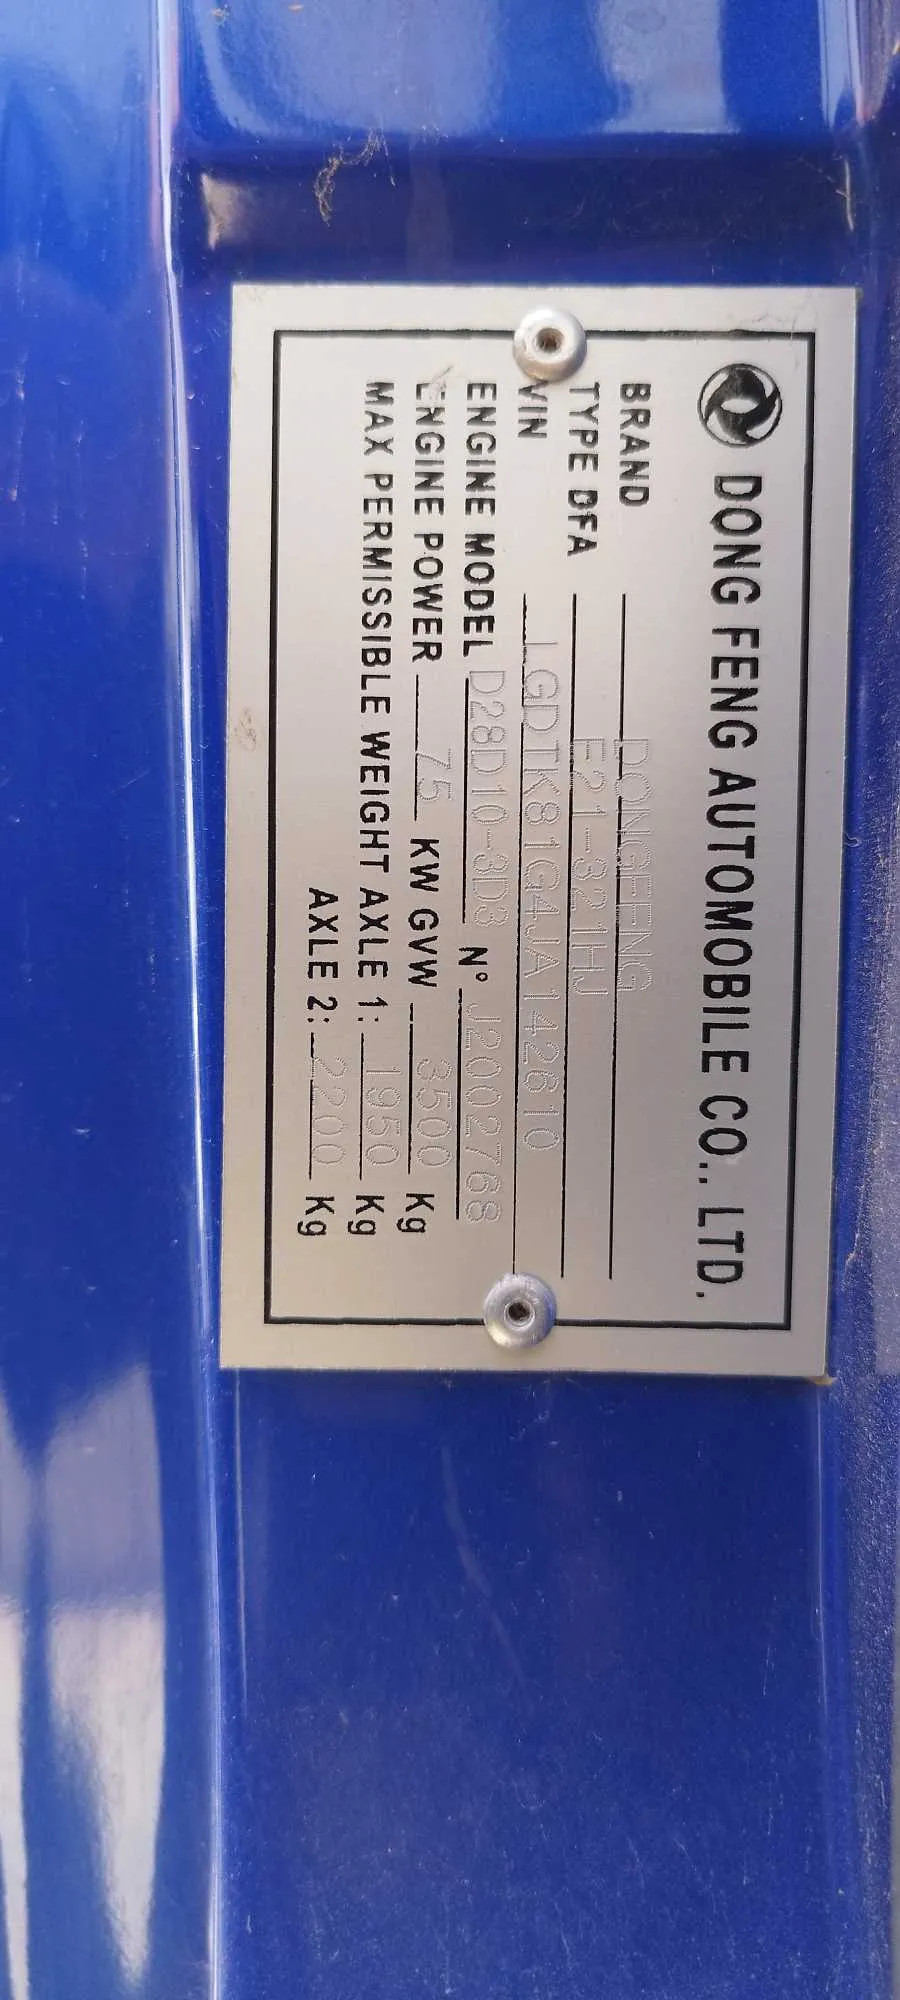 DONG FENG AUTOMOBILE CO., LTD.
BRAND DONGFENG
TYPE DFA E21-321HJ
VIN LGDTK81G4JA142610
ENGINE MODEL D28D10-3D3 N° J2002768
ENGINE POWER 75 KW GVW 3500 Kg
MAX PERMISSIBLE WEIGHT AXLE 1: 1950 Kg
AXLE 2: 2200 Kg